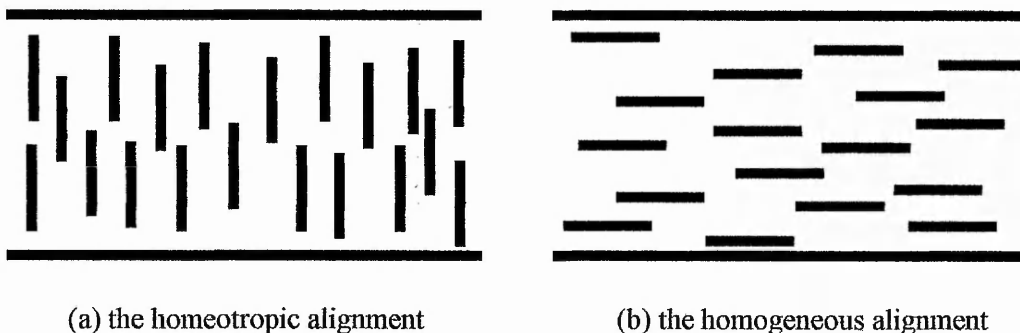 (a) the homeotropic alignment
(b) the homogeneous alignment